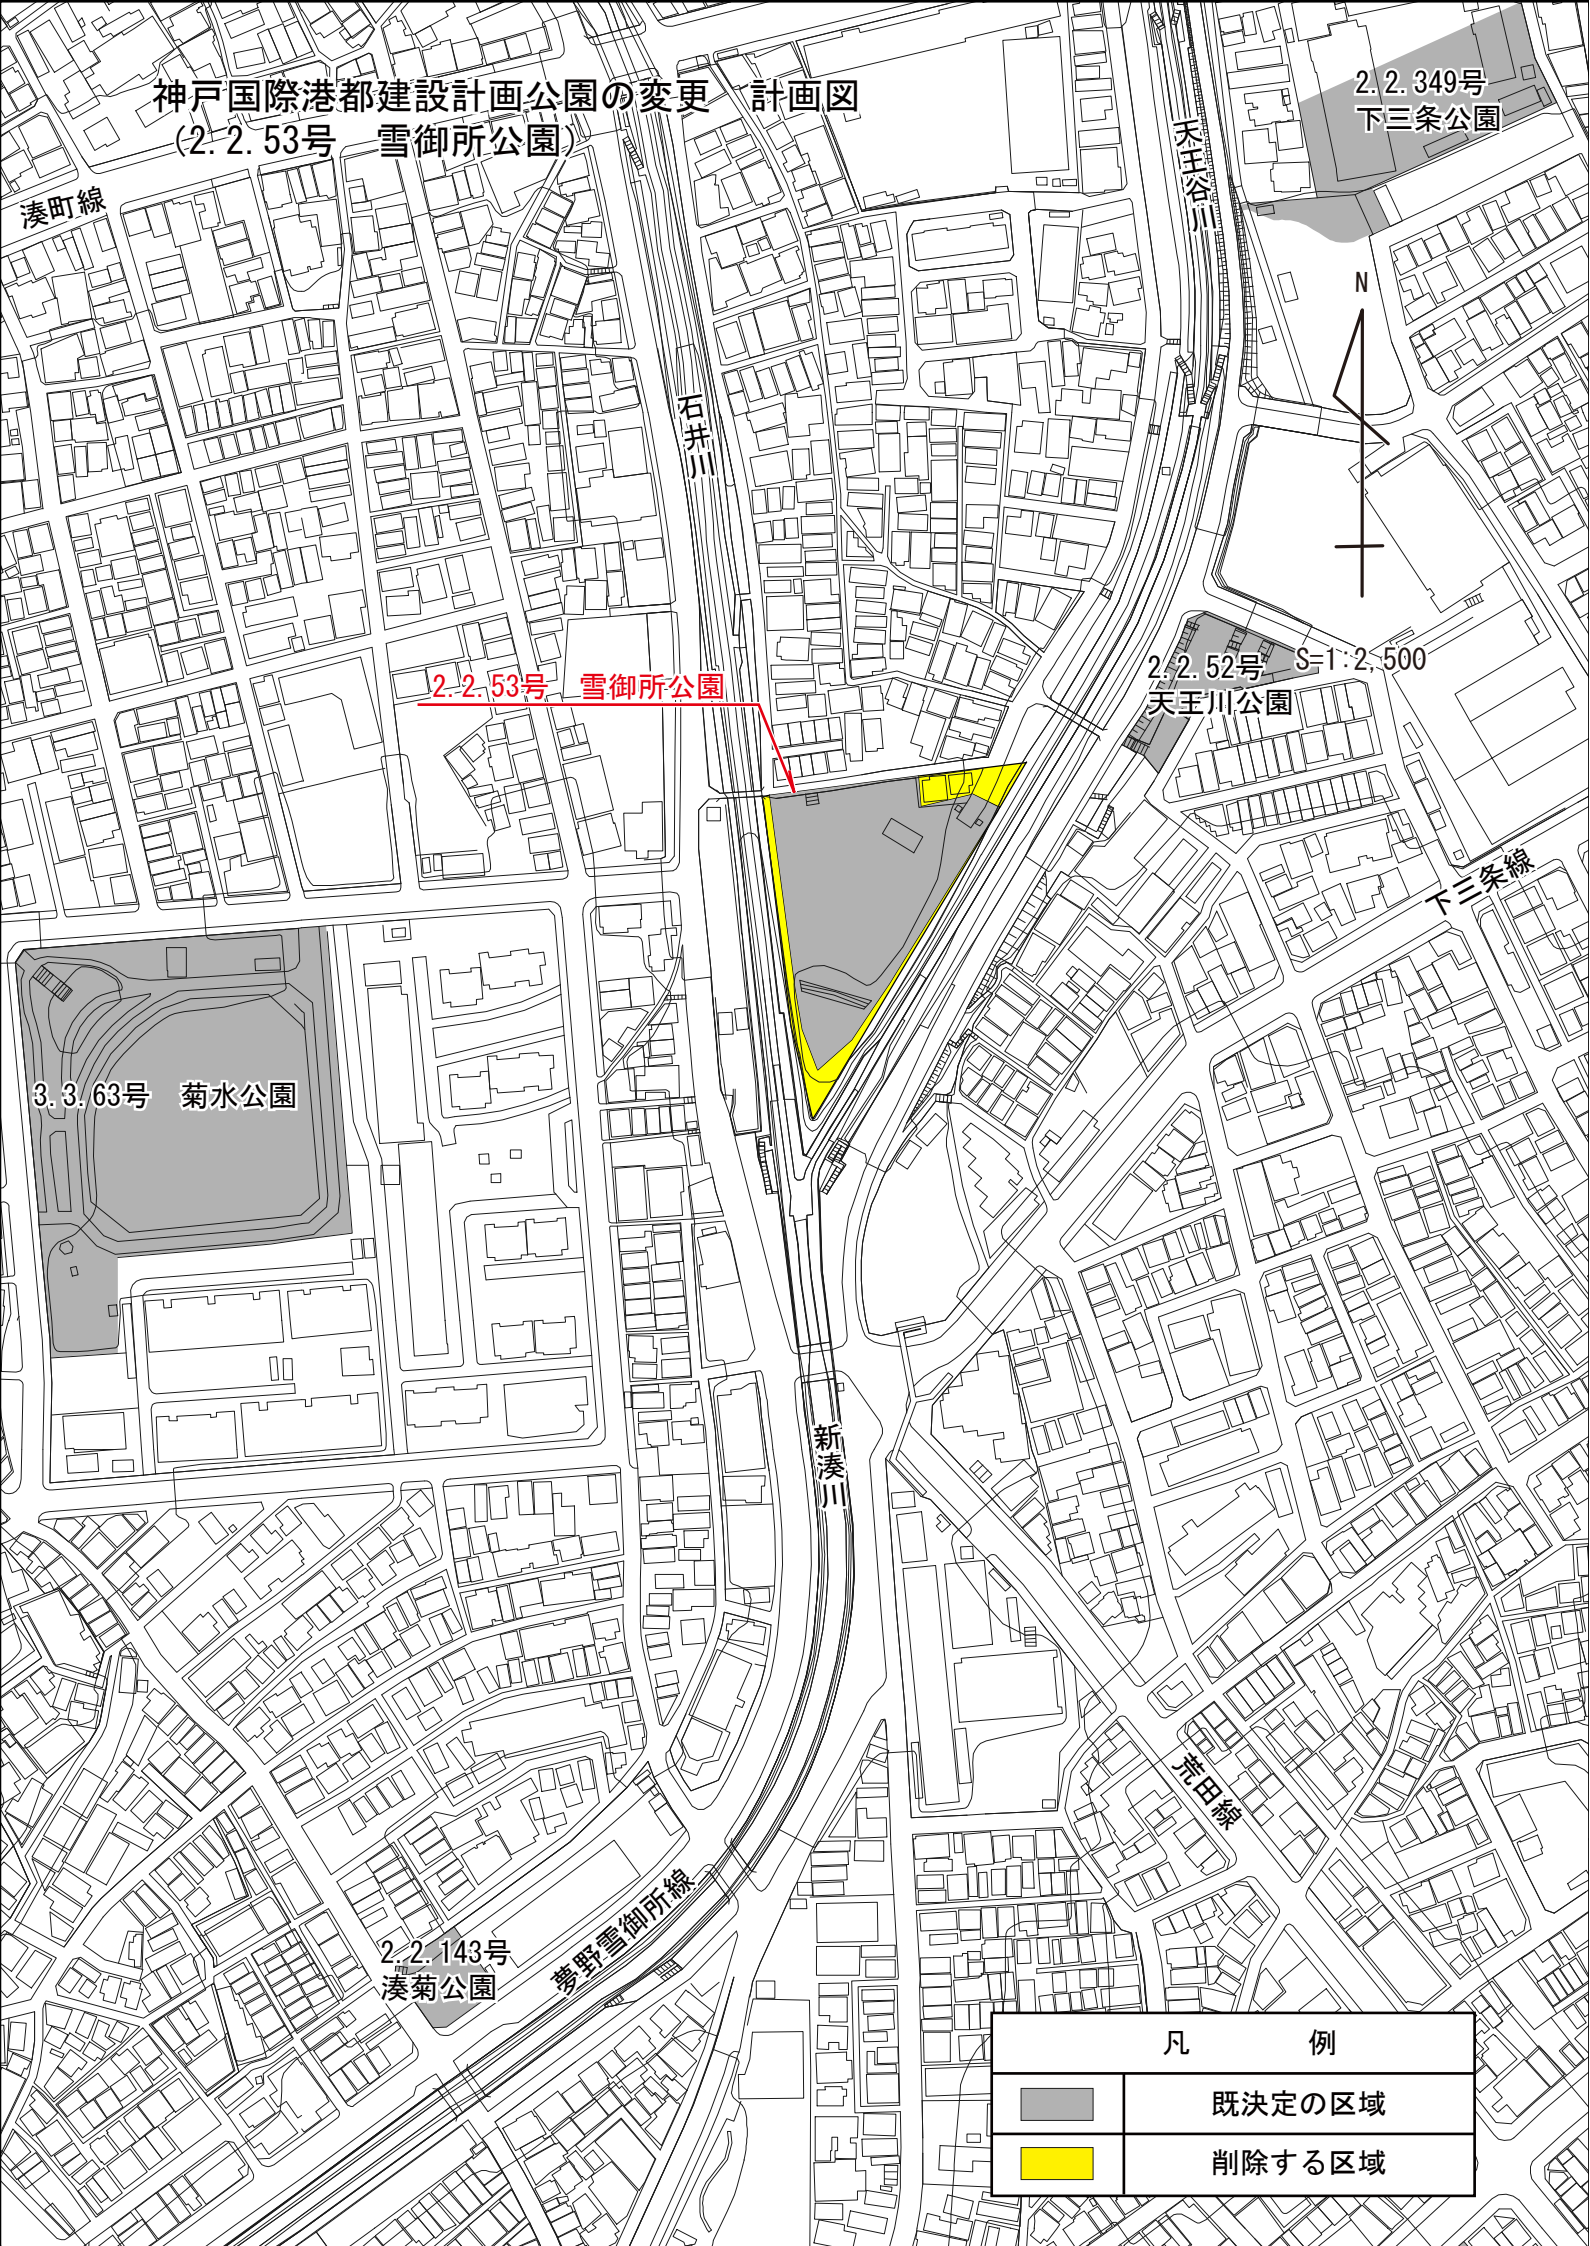 神戸国際港都建設計画公園の変更　計画図
（2.2.53号　雪御所公園）
2.2.349号
下三条公園
天王谷川
湊町線
N
石井川
2.2.53号　雪御所公園
2.2.52号
天王川公園
S=1:2,500
下三条線
3.3.63号　菊水公園
新湊川
荒田線
夢野雪御所線
2.2.143号
湊菊公園
凡　例
既決定の区域
削除する区域